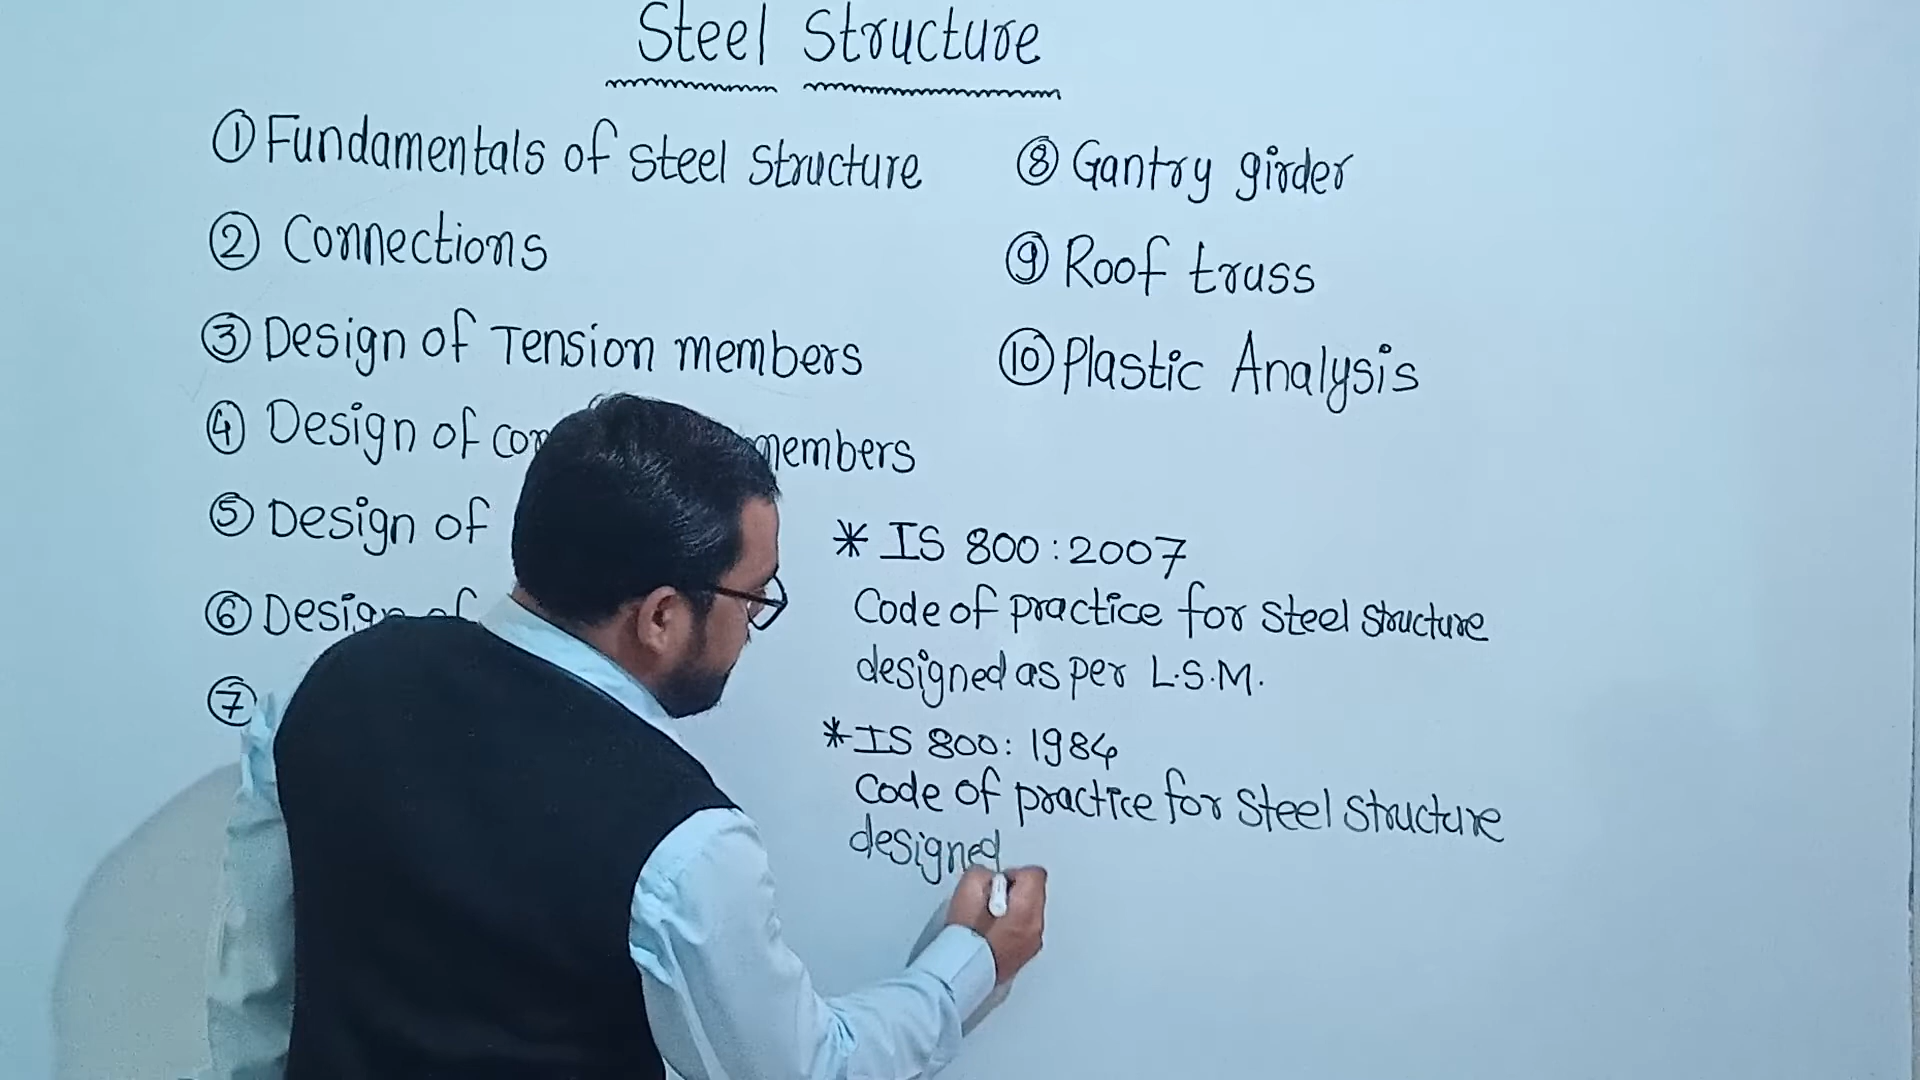 Steel Structure
① Fundamentals of Steel Structure
② Connections
③ Design of Tension members
④ Design of members
⑤ Design of
⑥ Design of
⑦
⑧ Gantry girder
⑨ Roof truss
⑩ Plastic Analysis
* IS 800:2007
Code of practice for Steel Structure
designed as per L.S.M.
* IS 800: 1984
Code of practice for Steel Structure
designed